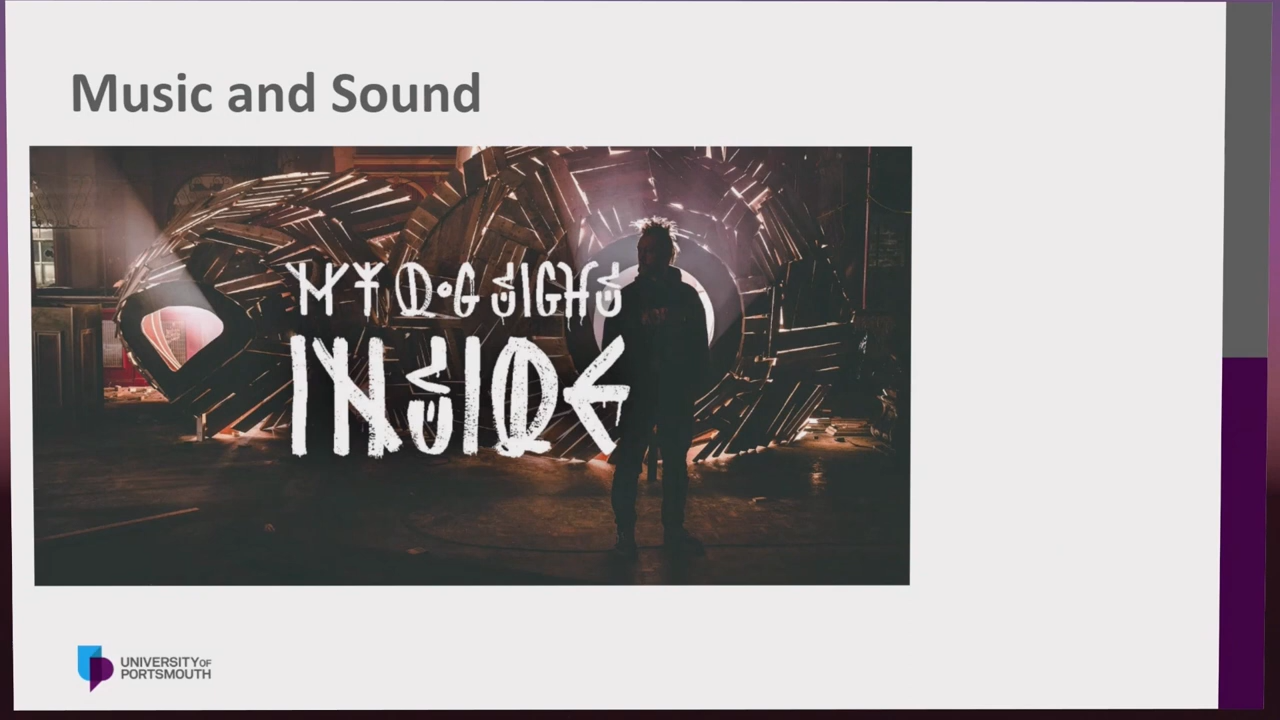 Music and Sound
MY DOG SIGHS
INSIDE
UNIVERSITY OF
PORTSMOUTH